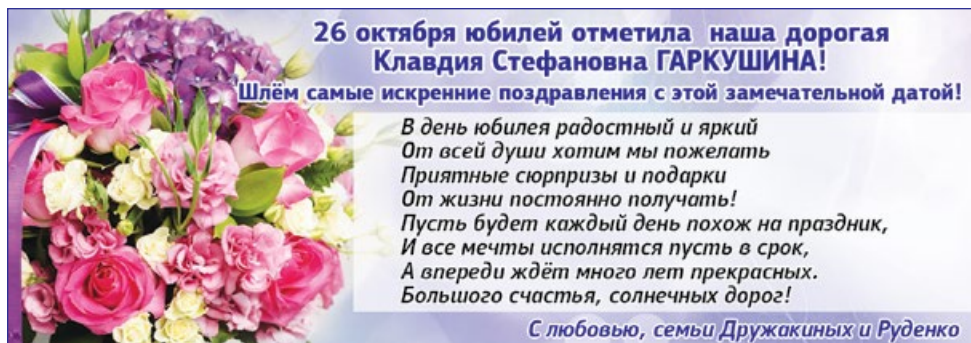 26 октября юбилей отметила наша дорогая
Клавдия Стефановна ГАРКУШИНА!
Шлём самые искренние поздравления с этой замечательной датой!
В день юбилея радостный и яркий
От всей души хотим мы пожелать
Приятные сюрпризы и подарки
От жизни постоянно получать!
Пусть будет каждый день похож на праздник,
И все мечты исполнятся пусть в срок,
А впереди ждёт много лет прекрасных.
Большого счастья, солнечных дорог!
С любовью, семьи Дружакиных и Руденко